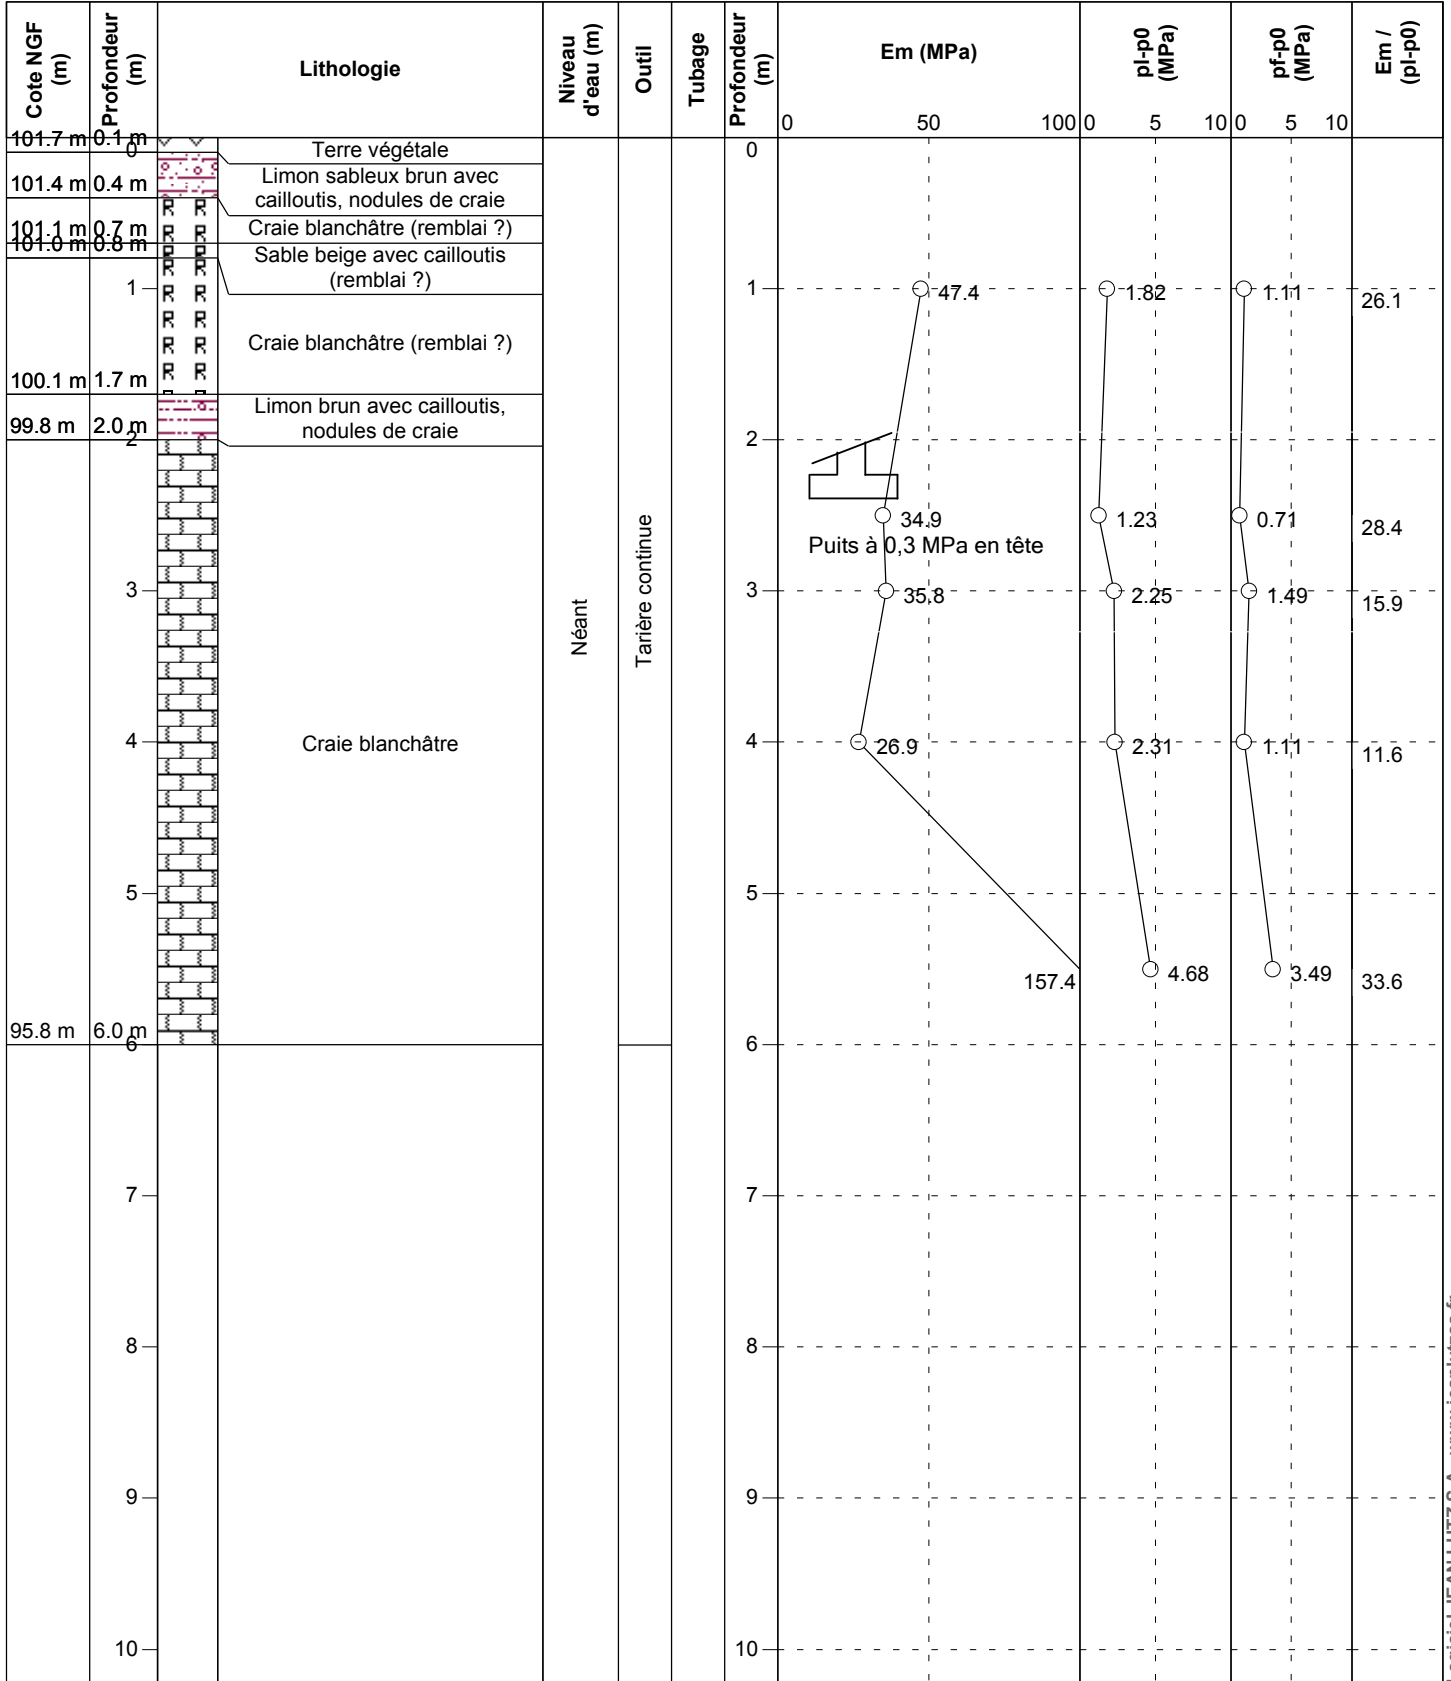 Cote NGF
(m)
Profondeur
(m)
Lithologie
Niveau
d'eau (m)
Outil
Tubage
Profondeur
(m)
Em (MPa)
pl-p0
(MPa)
pf-p0
(MPa)
Em /
(pl-p0)
0 50 100 0 5 10 0 5 10
101.7 m 0.1 m
0 Terre végétale 0
Limon sableux brun avec
101.4 m 0.4 m cailloutis, nodules de craie
101.1 m 0.7 m Craie blanchâtre (remblai ?)
101.0 m 0.8 m Sable beige avec cailloutis
(remblai ?)
1 1 47.4 1.82 1.11 26.1
Craie blanchâtre (remblai ?)
100.1 m 1.7 m
Limon brun avec cailloutis,
99.8 m 2.0 m nodules de craie
2 2
34.9 1.23 0.71 28.4
Puits à 0,3 MPa en tête
3 3 35.8 2.25 1.49 15.9
Néant
Tarière continue
4 Craie blanchâtre 4 26.9 2.31 1.11 11.6
5 5
157.4 4.68 3.49 33.6
95.8 m 6.0 m
6 6
7 7
8 8
9 9
10 10